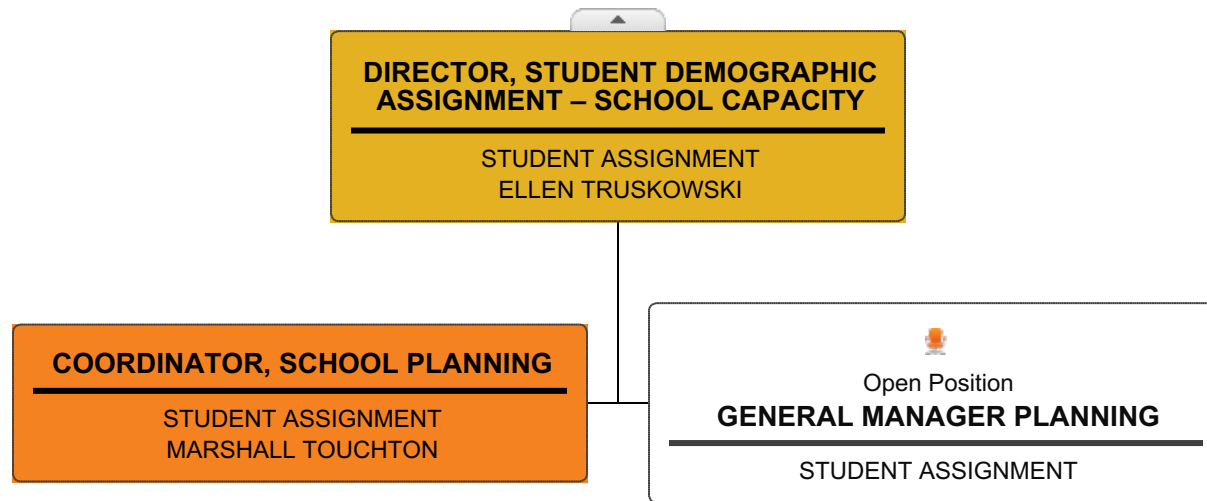 DIRECTOR, STUDENT DEMOGRAPHIC
ASSIGNMENT – SCHOOL CAPACITY
STUDENT ASSIGNMENT
ELLEN TRUSKOWSKI
COORDINATOR, SCHOOL PLANNING
STUDENT ASSIGNMENT
MARSHALL TOUCHTON
Open Position
GENERAL MANAGER PLANNING
STUDENT ASSIGNMENT